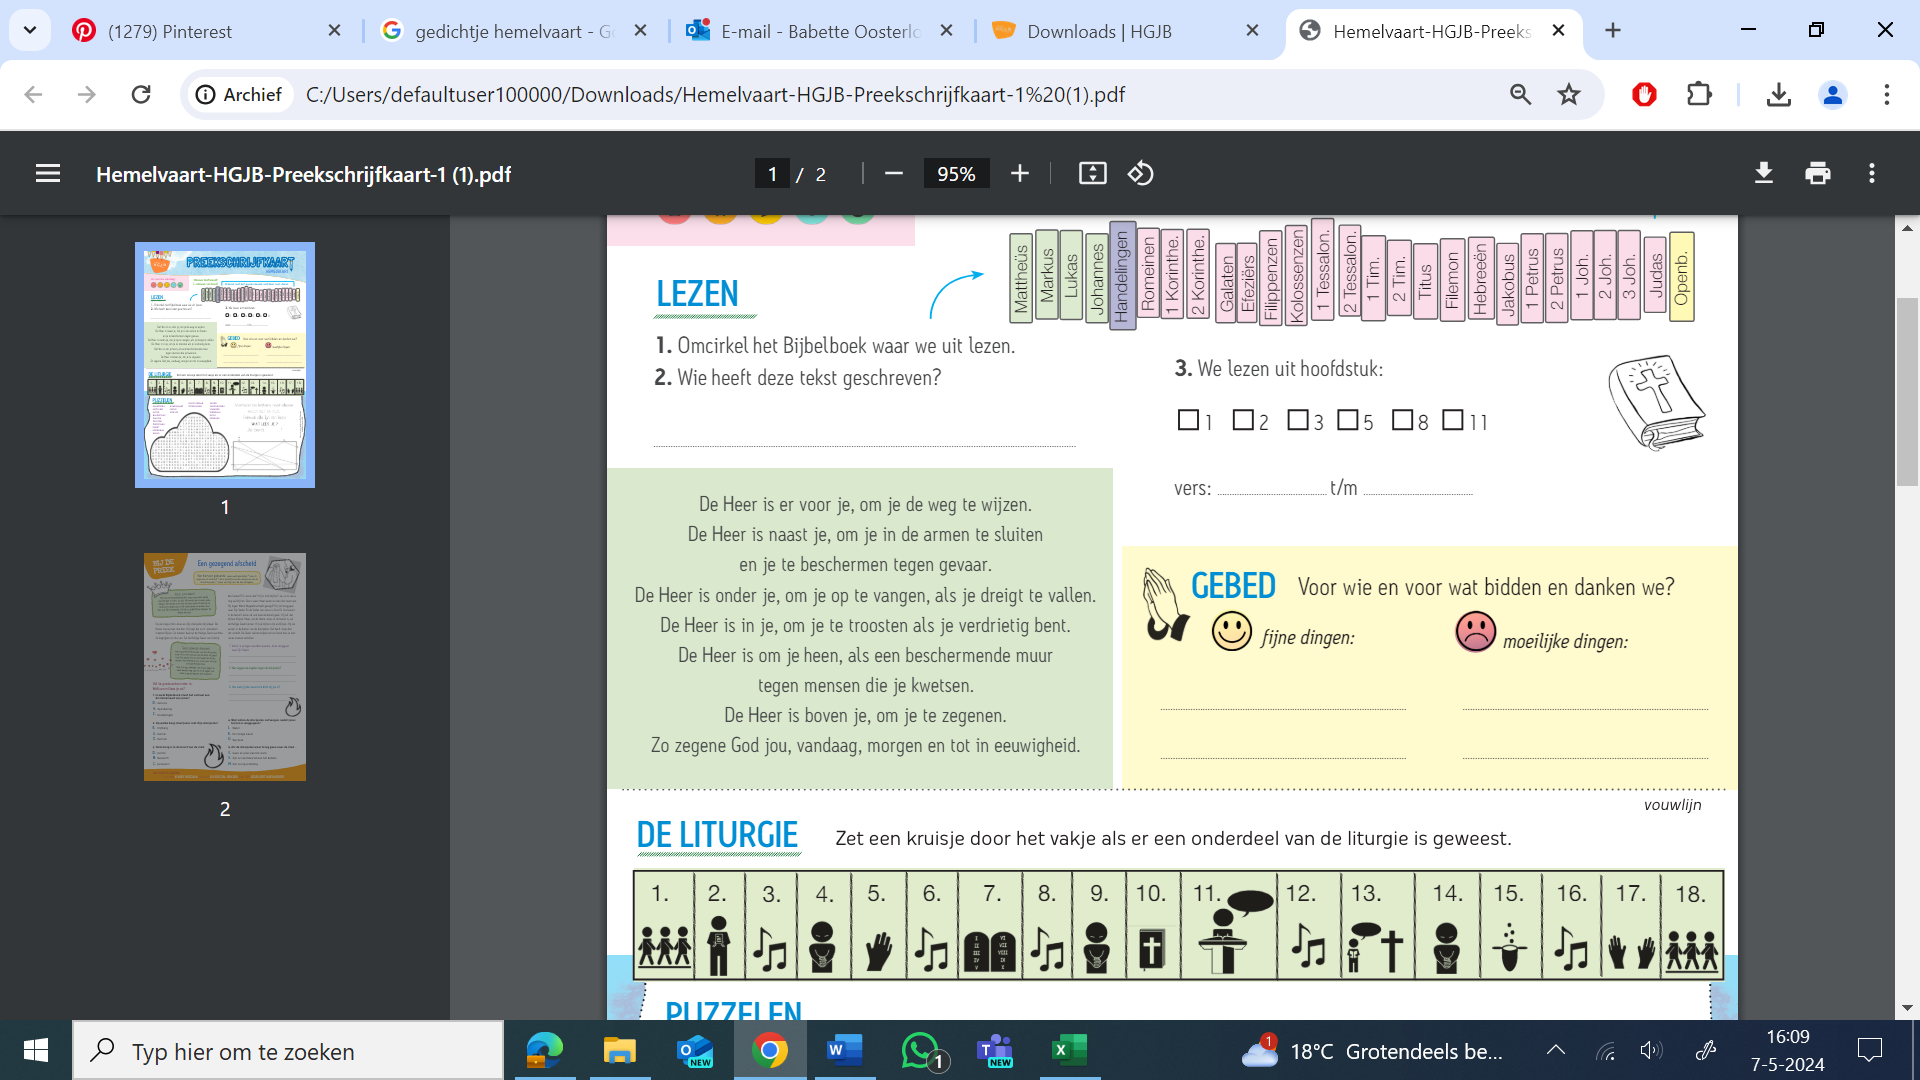 (1279) Pinterest
gedichtje hemelvaart - G
E-mail - Babette Oosterlo
Downloads | HGJB
Hemelvaart-HGJB-Preeks
Archief
C:/Users/defaultuser100000/Downloads/Hemelvaart-HGJB-Preekschrijfkaart-1%20(1).pdf
Hemelvaart-HGJB-Preekschrijfkaart-1 (1).pdf
1 / 2
95%
PREEKSCHRIJFKAART
1
BIJ DE PREEK
Een gezegend afscheid
2
Mattheüs
Markus
Lukas
Johannes
Handelingen
Romeinen
1 Korinthe.
2 Korinthe.
Galaten
Efeziërs
Filippenzen
Kolossenzen
1 Tessalon.
2 Tessalon.
1 Tim.
2 Tim.
Titus
Filemon
Hebreeën
Jakobus
1 Petrus
2 Petrus
1 Joh.
2 Joh.
3 Joh.
Judas
Openb.
LEZEN
1. Omcirkel het Bijbelboek waar we uit lezen.
2. Wie heeft deze tekst geschreven?
3. We lezen uit hoofdstuk:
1 2 3 5 8 11
vers: t/m
De Heer is er voor je, om je de weg te wijzen.
De Heer is naast je, om je in de armen te sluiten
en je te beschermen tegen gevaar.
De Heer is onder je, om je op te vangen, als je dreigt te vallen.
De Heer is in je, om je te troosten als je verdrietig bent.
De Heer is om je heen, als een beschermende muur
tegen mensen die je kwetsen.
De Heer is boven je, om je te zegenen.
Zo zegene God jou, vandaag, morgen en tot in eeuwigheid.
GEBED Voor wie en voor wat bidden en danken we?
fijne dingen:
moeilijke dingen:
vouwlijn
DE LITURGIE Zet een kruisje door het vakje als er een onderdeel van de liturgie is geweest.
1. 2. 3. 4. 5. 6. 7. 8. 9. 10. 11. 12. 13. 14. 15. 16. 17. 18.
PUZZELEN
Typ hier om te zoeken
NEW
W
1
NEW
X
1
18°C Grotendeels be...
16:09
7-5-2024